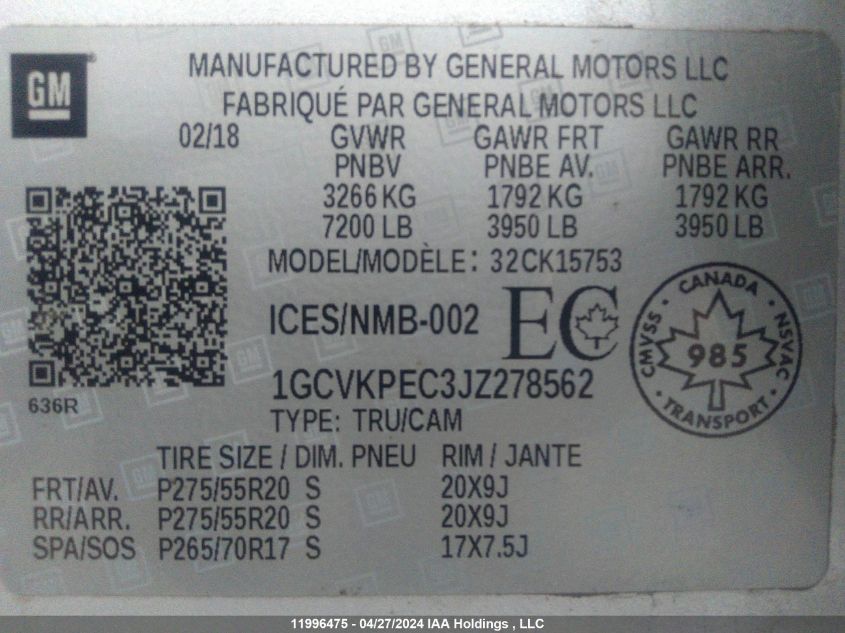 GM
MANUFACTURED BY GENERAL MOTORS LLC
FABRIQUÉ PAR GENERAL MOTORS LLC
02/18 GVWR GAWR FRT GAWR RR
PNBV PNBE AV. PNBE ARR.
3266 KG 1792 KG 1792 KG
7200 LB 3950 LB 3950 LB
MODEL/MODÈLE: 32CK15753
ICES/NMB-002 EC
CANADA
CMVSS 985 NSVAC
TRANSPORT
1GCVKPEC3JZ278562
636R
TYPE: TRU/CAM
TIRE SIZE / DIM. PNEU RIM / JANTE
FRT/AV. P275/55R20 S 20X9J
RR/ARR. P275/55R20 S 20X9J
SPA/SOS P265/70R17 S 17X7.5J
11996475 - 04/27/2024 IAA Holdings , LLC